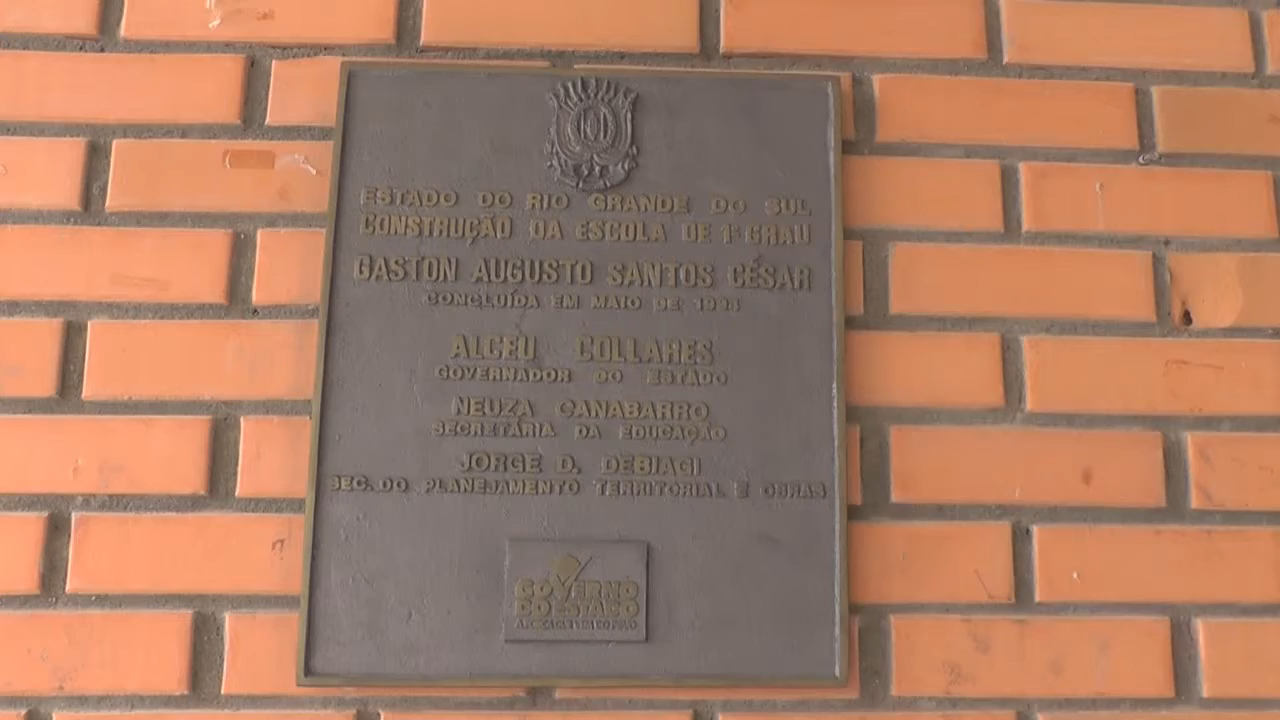 ESTADO DO RIO GRANDE DO SUL
CONSTRUÇÃO DA ESCOLA DE 1º GRAU
GASTON AUGUSTO SANTOS CÉSAR
CONCLUÍDA EM MAIO DE 1994
ALCEU COLLARES
GOVERNADOR DO ESTADO
NEUZA CANABARRO
SECRETÁRIA DA EDUCAÇÃO
JORGE D. DEBIAGI
SEC. DO PLANEJAMENTO TERRITORIAL E OBRAS
GOVERNO
DO ESTADO